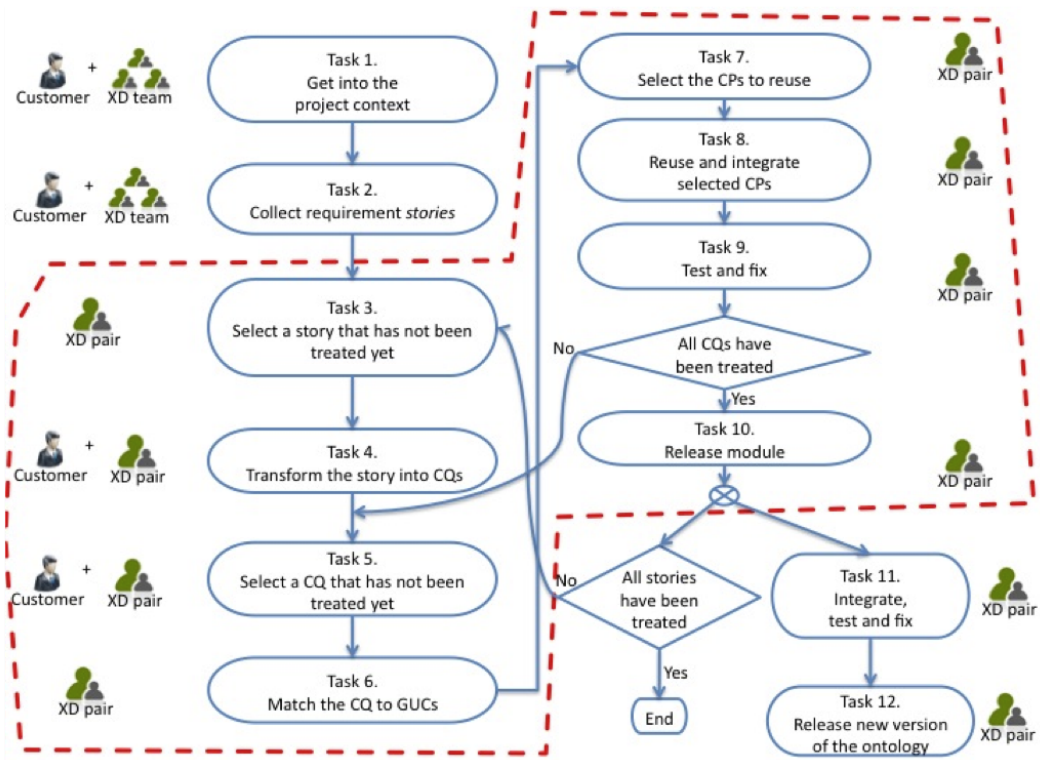 Customer
+
XD team
Task 1.
Get into the
project context
Customer
+
XD team
Task 2.
Collect requirement stories
XD pair
Task 3.
Select a story that has not been
treated yet
Customer
+
XD pair
Task 4.
Transform the story into CQs
Customer
+
XD pair
Task 5.
Select a CQ that has not been
treated yet
XD pair
Task 6.
Match the CQ to GUCs
Task 7.
Select the CPs to reuse
XD pair
Task 8.
Reuse and integrate
selected CPs
XD pair
Task 9.
Test and fix
XD pair
No
All CQs have
been treated
Yes
Task 10.
Release module
XD pair
No
All stories
have been
treated
Yes
End
Task 11.
Integrate,
test and fix
XD pair
Task 12.
Release new version
of the ontology
XD pair